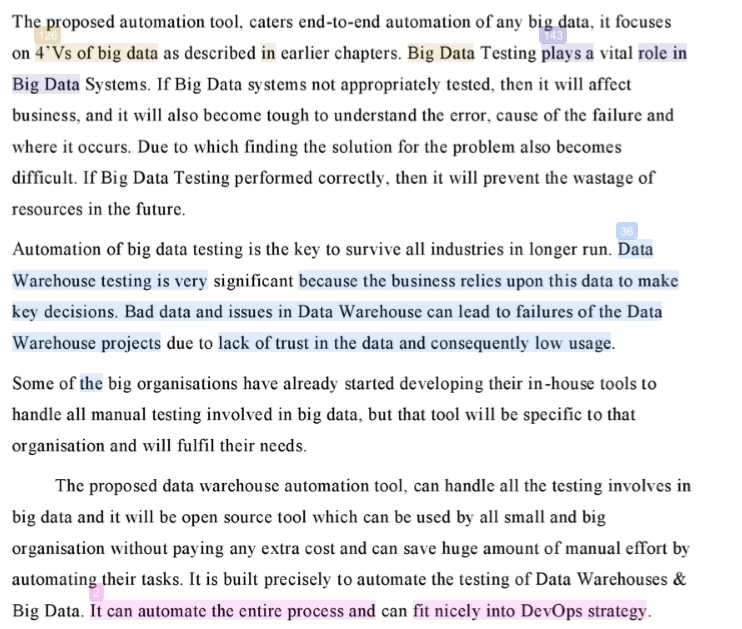 The proposed automation tool, caters end-to-end automation of any big data, it focuses
126
143
on 4'Vs of big data as described in earlier chapters. Big Data Testing plays a vital role in
Big Data Systems. If Big Data systems not appropriately tested, then it will affect
business, and it will also become tough to understand the error, cause of the failure and
where it occurs. Due to which finding the solution for the problem also becomes
difficult. If Big Data Testing performed correctly, then it will prevent the wastage of
resources in the future.
36
Automation of big data testing is the key to survive all industries in longer run. Data
Warehouse testing is very significant because the business relies upon this data to make
key decisions. Bad data and issues in Data Warehouse can lead to failures of the Data
Warehouse projects due to lack of trust in the data and consequently low usage.
Some of the big organisations have already started developing their in-house tools to
handle all manual testing involved in big data, but that tool will be specific to that
organisation and will fulfil their needs.
The proposed data warehouse automation tool, can handle all the testing involves in
big data and it will be open source tool which can be used by all small and big
organisation without paying any extra cost and can save huge amount of manual effort by
automating their tasks. It is built precisely to automate the testing of Data Warehouses &
2
Big Data. It can automate the entire process and can fit nicely into DevOps strategy.